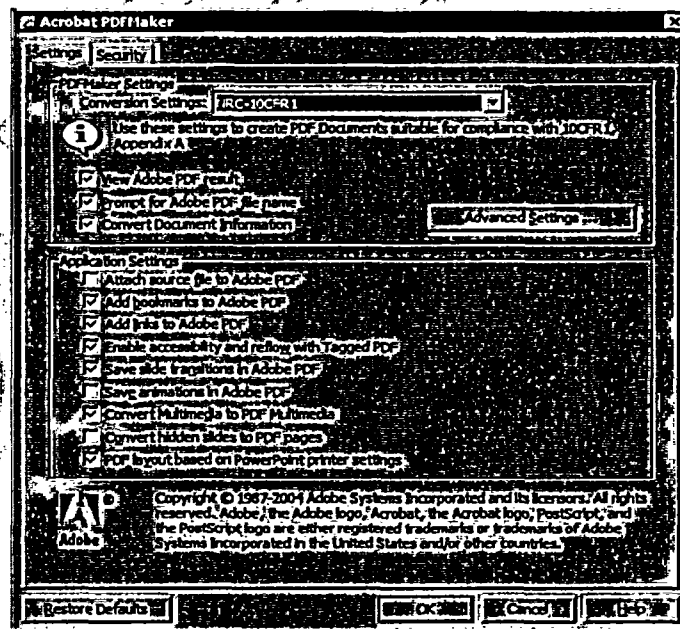 Acrobat PDFMaker
Settings Security
PDFMaker Settings
Conversion Settings: NRC-10CFR1
Use these settings to create PDF Documents suitable for compliance with 10CFR1,
Appendix A
View Adobe PDF result
Prompt for Adobe PDF file name
Convert Document Information
Advanced Settings
Application Settings
Attach source file to Adobe PDF
Add bookmarks to Adobe PDF
Add links to Adobe PDF
Enable accessibility and reflow with Tagged PDF
Save slide transitions in Adobe PDF
Save animations in Adobe PDF
Convert Multimedia to PDF Multimedia
Convert hidden slides to PDF pages
PDF layout based on PowerPoint printer settings
Copyright © 1987-2004 Adobe Systems Incorporated and its licensors. All rights
reserved. Adobe, the Adobe logo, Acrobat, the Acrobat logo, PostScript, and
the PostScript logo are either registered trademarks or trademarks of Adobe
Systems Incorporated in the United States and/or other countries.
Adobe
Restore Defaults OK Cancel Help